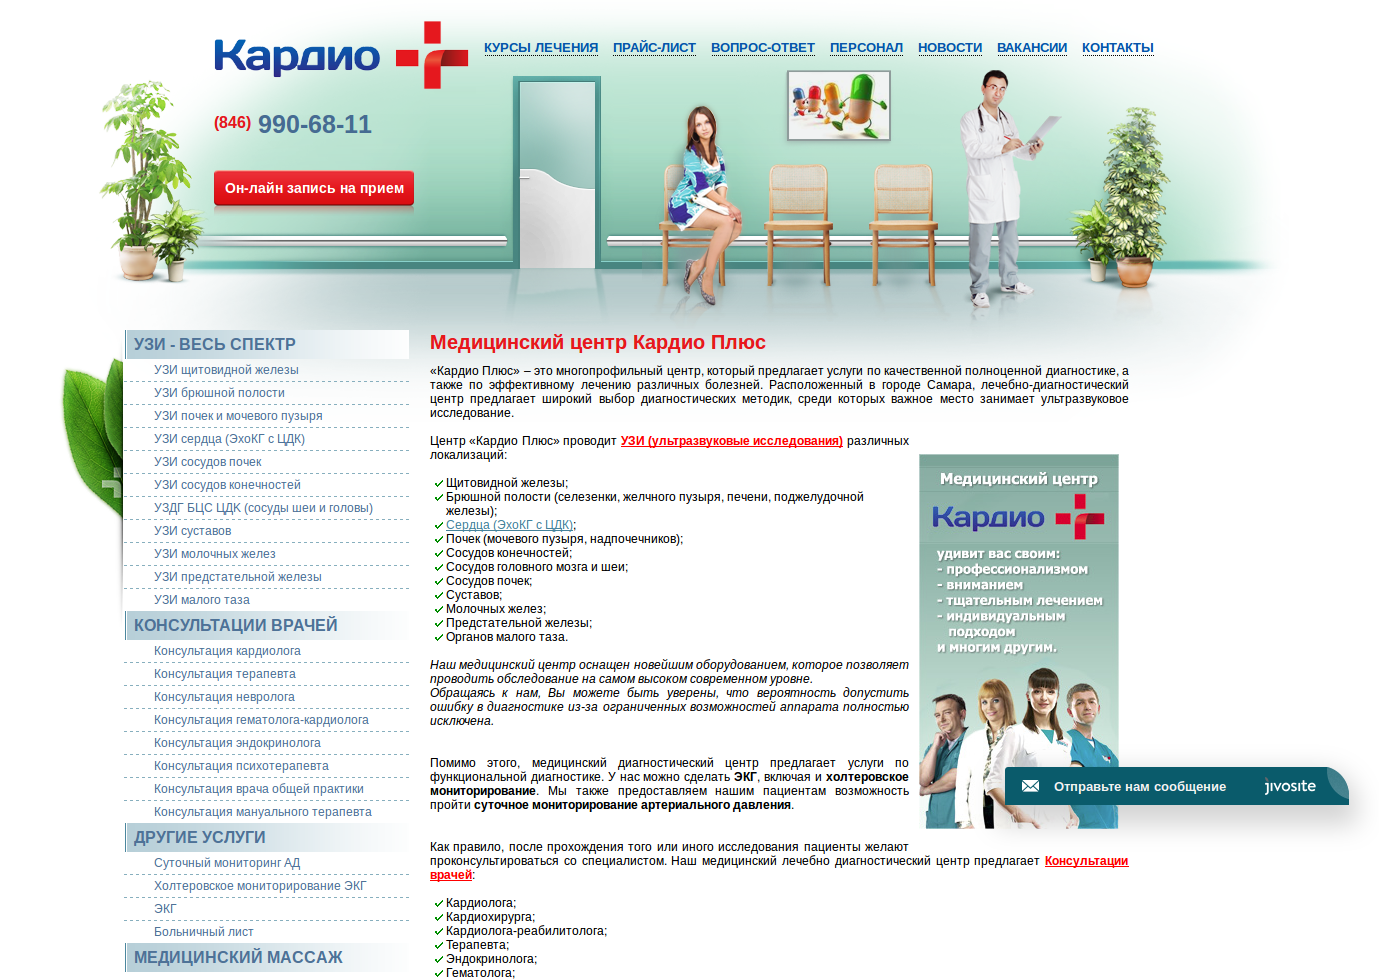 Кардио
КУРСЫ ЛЕЧЕНИЯ ПРАЙС-ЛИСТ ВОПРОС-ОТВЕТ ПЕРСОНАЛ НОВОСТИ ВАКАНСИИ КОНТАКТЫ
(846) 990-68-11
Он-лайн запись на прием
УЗИ - ВЕСЬ СПЕКТР
УЗИ щитовидной железы
УЗИ брюшной полости
УЗИ почек и мочевого пузыря
УЗИ сердца (ЭхоКГ с ЦДК)
УЗИ сосудов почек
УЗИ сосудов конечностей
УЗДГ БЦС ЦДК (сосуды шеи и головы)
УЗИ суставов
УЗИ молочных желез
УЗИ предстательной железы
УЗИ малого таза
КОНСУЛЬТАЦИИ ВРАЧЕЙ
Консультация кардиолога
Консультация терапевта
Консультация невролога
Консультация гематолога-кардиолога
Консультация эндокринолога
Консультация психотерапевта
Консультация врача общей практики
Консультация мануального терапевта
ДРУГИЕ УСЛУГИ
Суточный мониторинг АД
Холтеровское мониторирование ЭКГ
ЭКГ
Больничный лист
МЕДИЦИНСКИЙ МАССАЖ
Медицинский центр Кардио Плюс
«Кардио Плюс» – это многопрофильный центр, который предлагает услуги по качественной полноценной диагностике, а
также по эффективному лечению различных болезней. Расположенный в городе Самара, лечебно-диагностический
центр предлагает широкий выбор диагностических методик, среди которых важное место занимает ультразвуковое
исследование.
Центр «Кардио Плюс» проводит УЗИ (ультразвуковые исследования) различных
локализаций:
Щитовидной железы;
Брюшной полости (селезенки, желчного пузыря, печени, поджелудочной
железы);
Сердца (ЭхоКГ с ЦДК);
Почек (мочевого пузыря, надпочечников);
Сосудов конечностей;
Сосудов головного мозга и шеи;
Сосудов почек;
Суставов;
Молочных желез;
Предстательной железы;
Органов малого таза.
Наш медицинский центр оснащен новейшим оборудованием, которое позволяет
проводить обследование на самом высоком современном уровне.
Обращаясь к нам, Вы можете быть уверены, что вероятность допустить
ошибку в диагностике из-за ограниченных возможностей аппарата полностью
исключена.
Помимо этого, медицинский диагностический центр предлагает услуги по
функциональной диагностике. У нас можно сделать ЭКГ, включая и холтеровское
мониторирование. Мы также предоставляем нашим пациентам возможность
пройти суточное мониторирование артериального давления.
Как правило, после прохождения того или иного исследования пациенты желают
проконсультироваться со специалистом. Наш медицинский лечебно диагностический центр предлагает Консультации
врачей:
Кардиолога;
Кардиохирурга;
Кардиолога-реабилитолога;
Терапевта;
Эндокринолога;
Гематолога;
Медицинский центр
Кардио
удивит вас своим:
- профессионализмом
- вниманием
- тщательным лечением
- индивидуальным
подходом
и многим другим.
Отправьте нам сообщение
jivosite